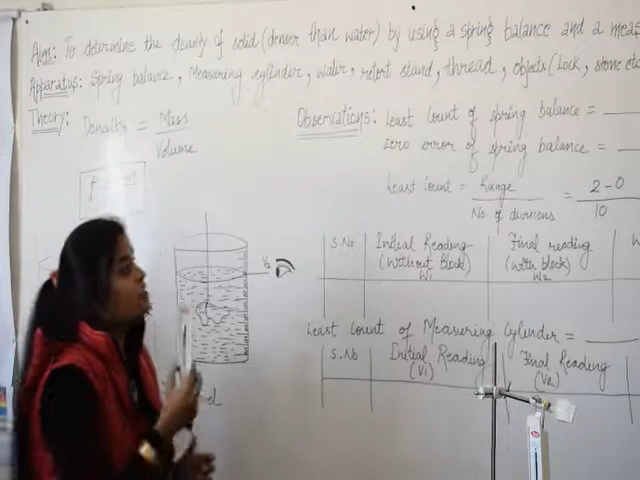 Aim: To determine the density of solid (denser than water) by using a spring balance and a meas
Apparatus: Spring balance, Measuring cylinder, water, retort stand, thread, objects (lock, stone etc
Theory: Density = Mass
Volume
Observations: Least Count of spring balance =
Zero error of spring balance =
Least Count = Range = 2-0
No of divisions 10
S.No Initial Reading Final reading W
(Without block) (with block)
W1 W2
V2
Least Count of Measuring Cylinder =
S.No Initial Reading Final Reading
(V1) (V2)